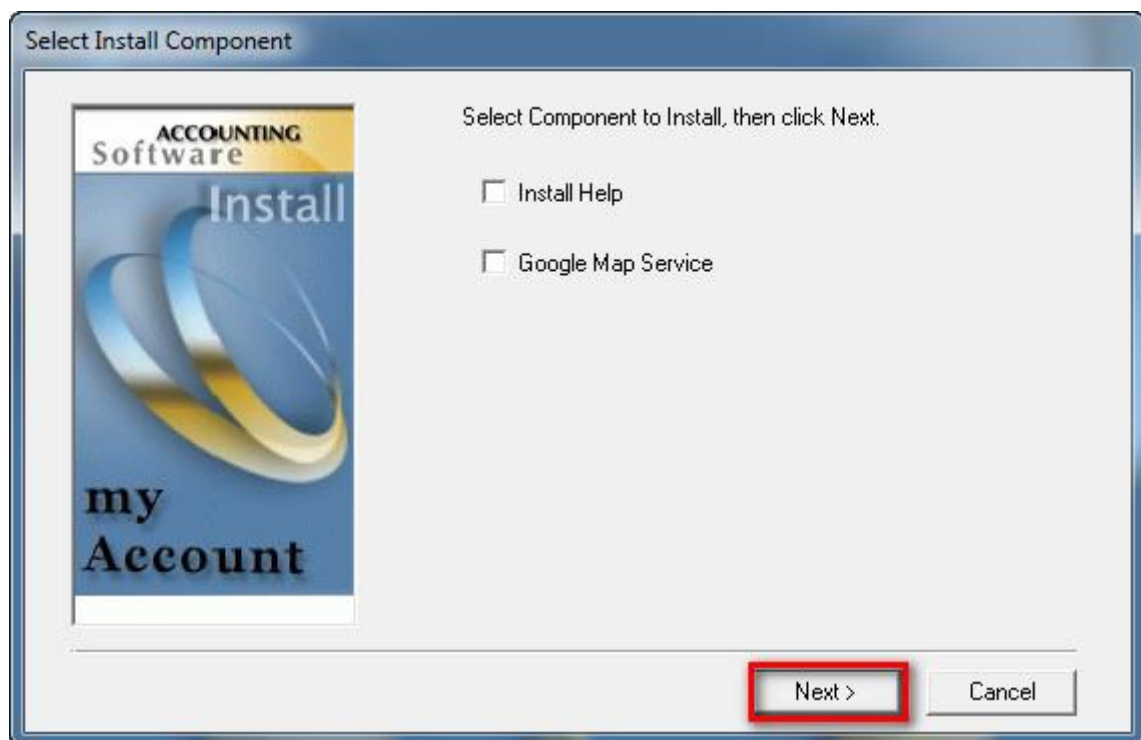 Select Install Component
ACCOUNTING
Software
Install
my
Account
Select Component to Install, then click Next.
Install Help
Google Map Service
Next >
Cancel